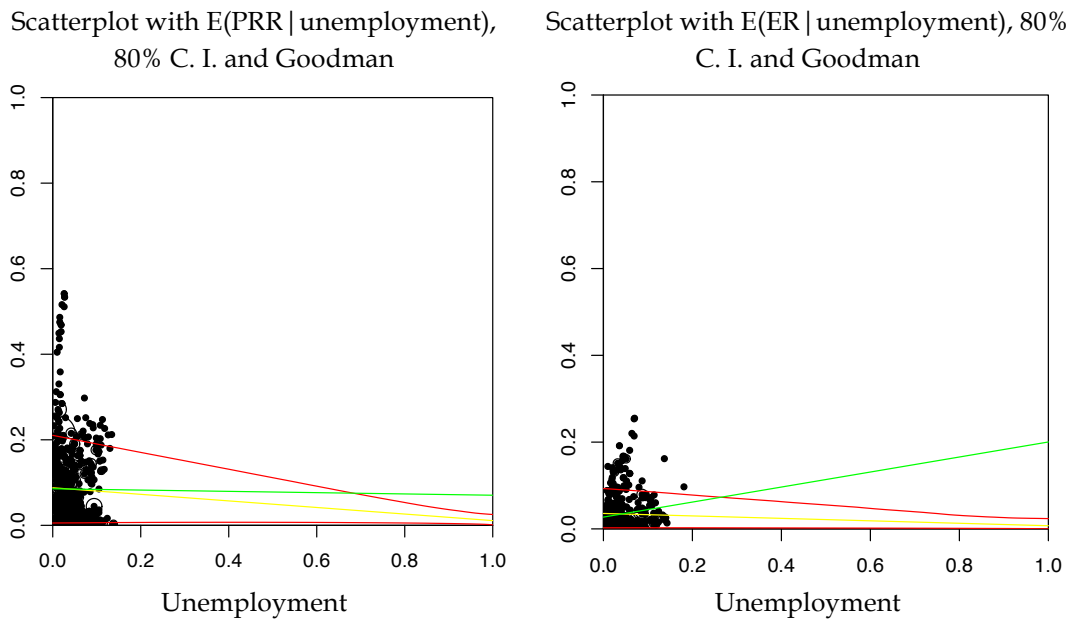 Scatterplot with E(PRR|unemployment),
80% C. I. and Goodman
1.0
0.8
0.6
0.4
0.2
0.0
0.0 0.2 0.4 0.6 0.8 1.0
Unemployment
Scatterplot with E(ER|unemployment), 80%
C. I. and Goodman
1.0
0.8
0.6
0.4
0.2
0.0
0.0 0.2 0.4 0.6 0.8 1.0
Unemployment